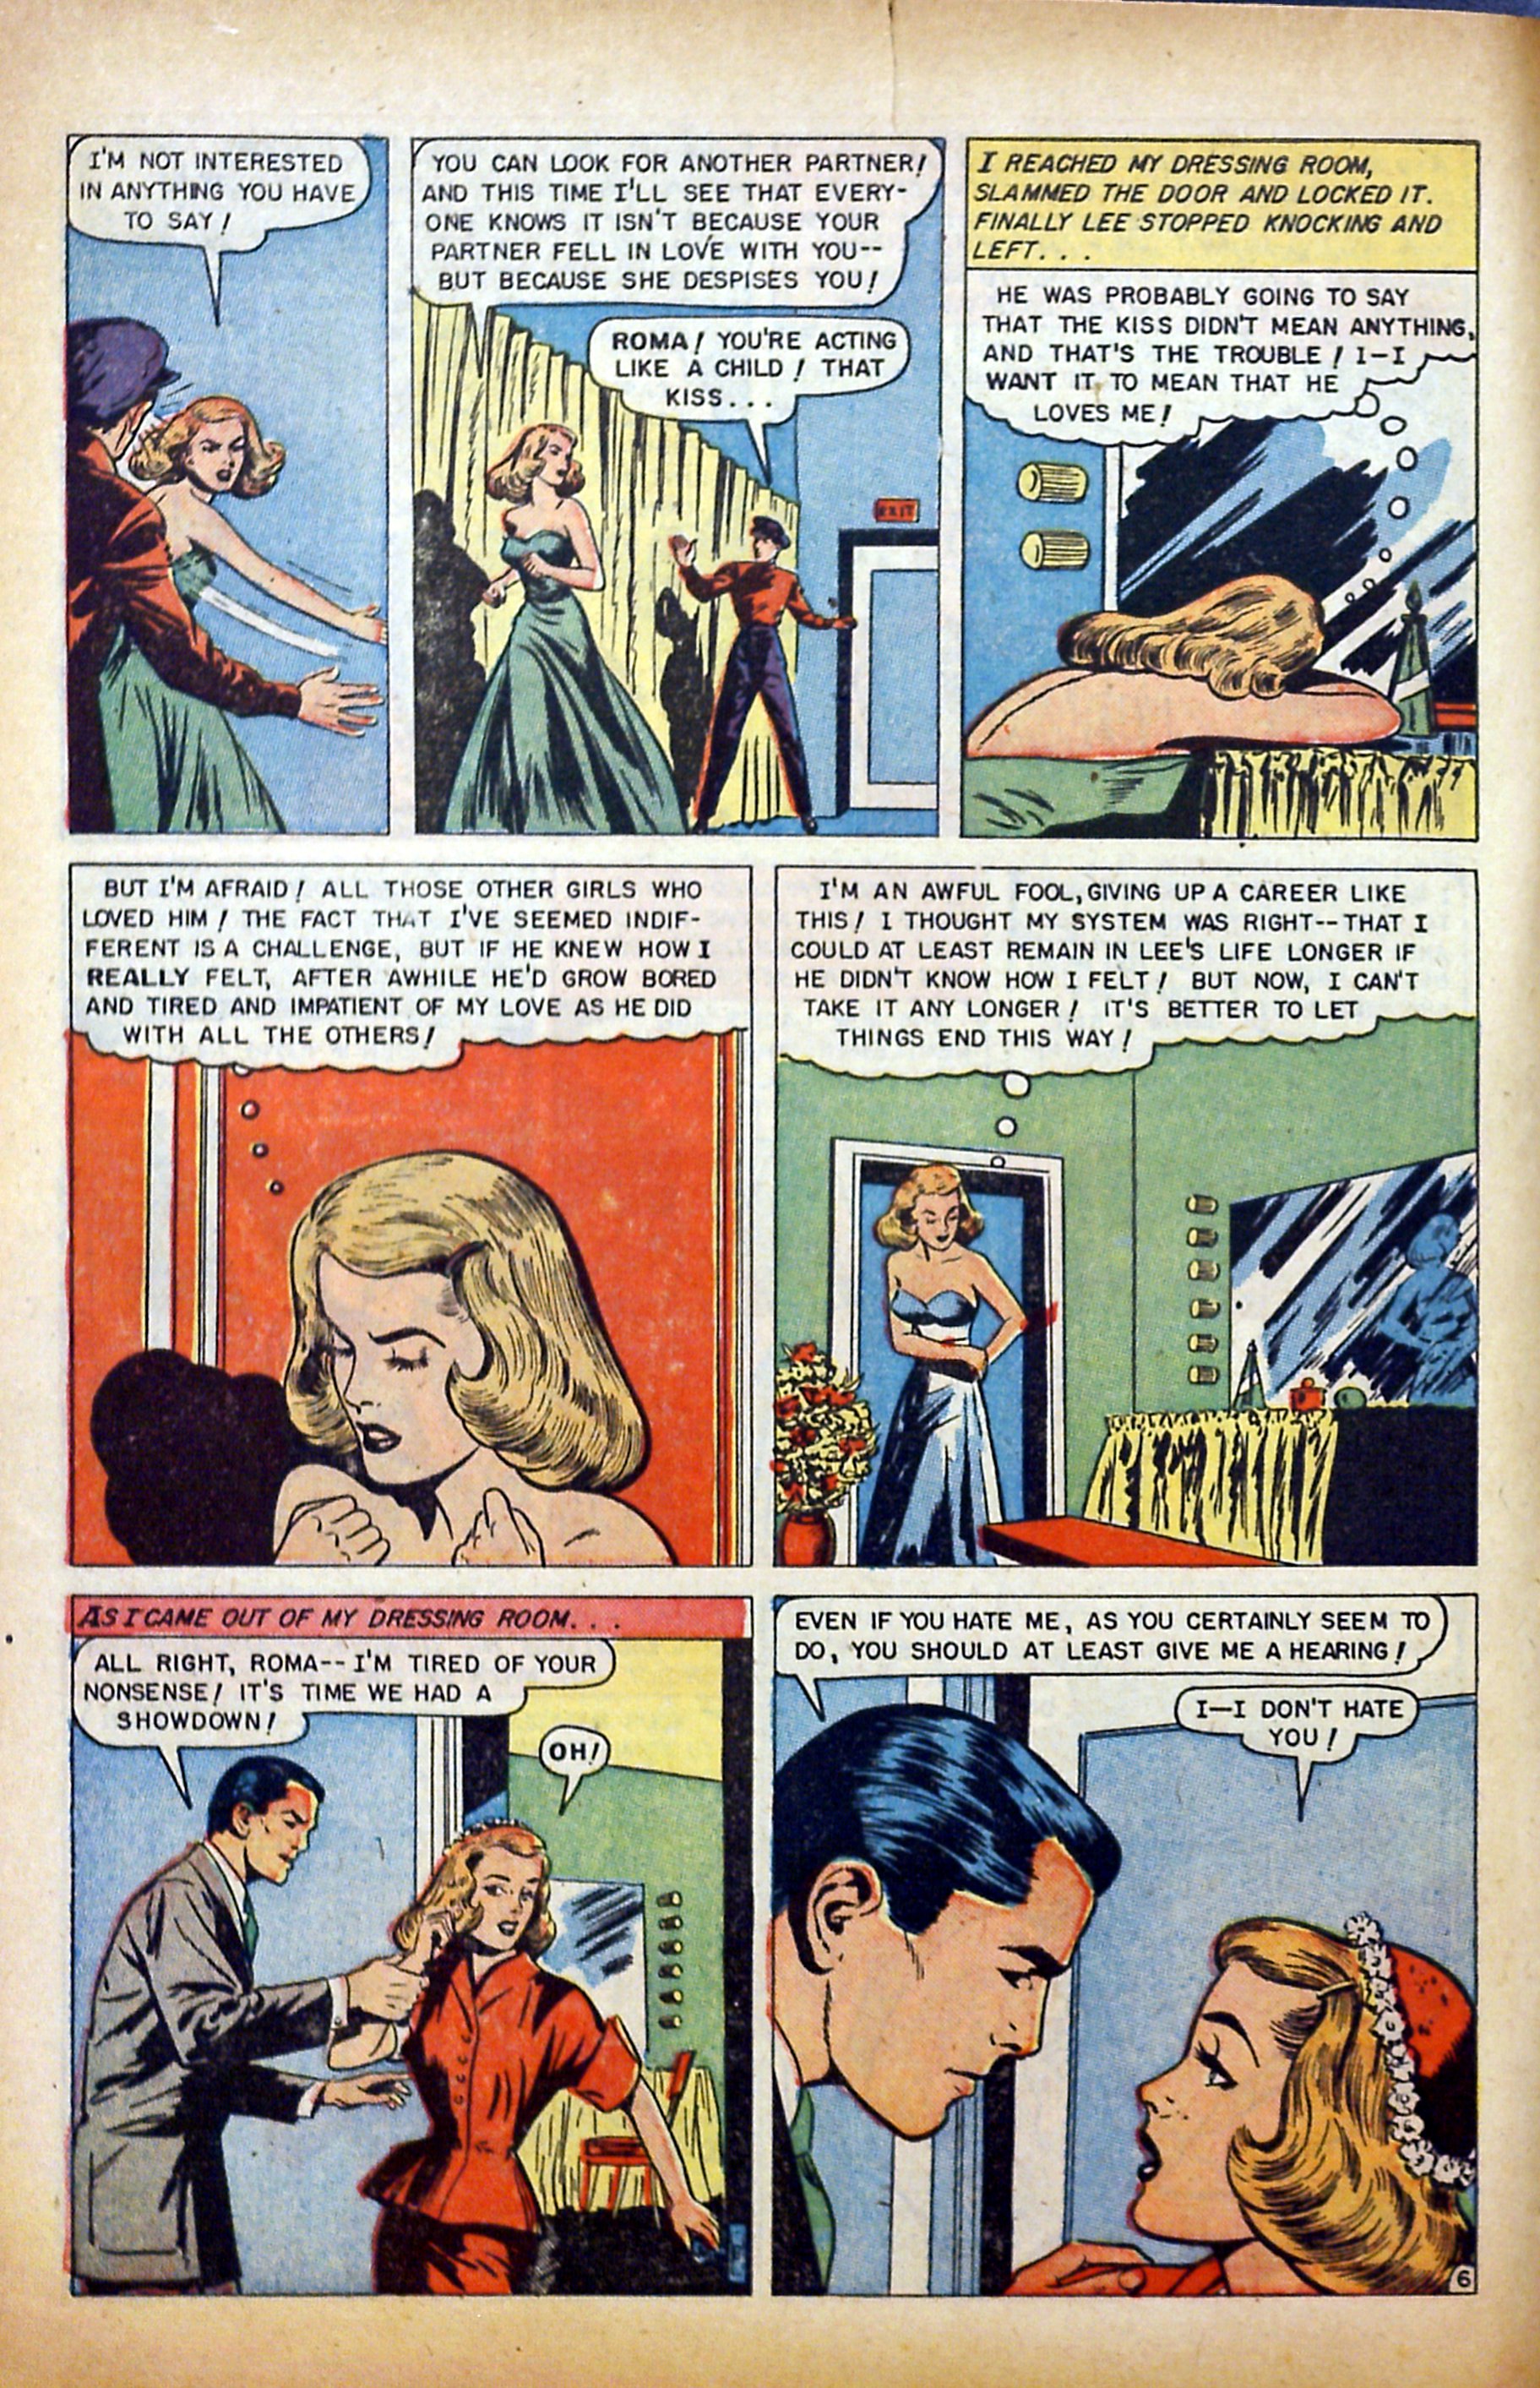 I'M NOT INTERESTED
IN ANYTHING YOU HAVE
TO SAY!
YOU CAN LOOK FOR ANOTHER PARTNER!
AND THIS TIME I'LL SEE THAT EVERY-
ONE KNOWS IT ISN'T BECAUSE YOUR
PARTNER FELL IN LOVE WITH YOU--
BUT BECAUSE SHE DESPISES YOU!
ROMA! YOU'RE ACTING
LIKE A CHILD! THAT
KISS...
EXIT
I REACHED MY DRESSING ROOM,
SLAMMED THE DOOR AND LOCKED IT.
FINALLY LEE STOPPED KNOCKING AND
LEFT...
HE WAS PROBABLY GOING TO SAY
THAT THE KISS DIDN'T MEAN ANYTHING,
AND THAT'S THE TROUBLE! I-I
WANT IT TO MEAN THAT HE
LOVES ME!
BUT I'M AFRAID! ALL THOSE OTHER GIRLS WHO
LOVED HIM! THE FACT THAT I'VE SEEMED INDIF-
FERENT IS A CHALLENGE, BUT IF HE KNEW HOW I
REALLY FELT, AFTER AWHILE HE'D GROW BORED
AND TIRED AND IMPATIENT OF MY LOVE AS HE DID
WITH ALL THE OTHERS!
I'M AN AWFUL FOOL, GIVING UP A CAREER LIKE
THIS! I THOUGHT MY SYSTEM WAS RIGHT--THAT I
COULD AT LEAST REMAIN IN LEE'S LIFE LONGER IF
HE DIDN'T KNOW HOW I FELT! BUT NOW, I CAN'T
TAKE IT ANY LONGER! IT'S BETTER TO LET
THINGS END THIS WAY!
AS I CAME OUT OF MY DRESSING ROOM...
ALL RIGHT, ROMA--I'M TIRED OF YOUR
NONSENSE! IT'S TIME WE HAD A
SHOWDOWN!
OH!
EVEN IF YOU HATE ME, AS YOU CERTAINLY SEEM TO
DO, YOU SHOULD AT LEAST GIVE ME A HEARING!
I-I DON'T HATE
YOU!
6